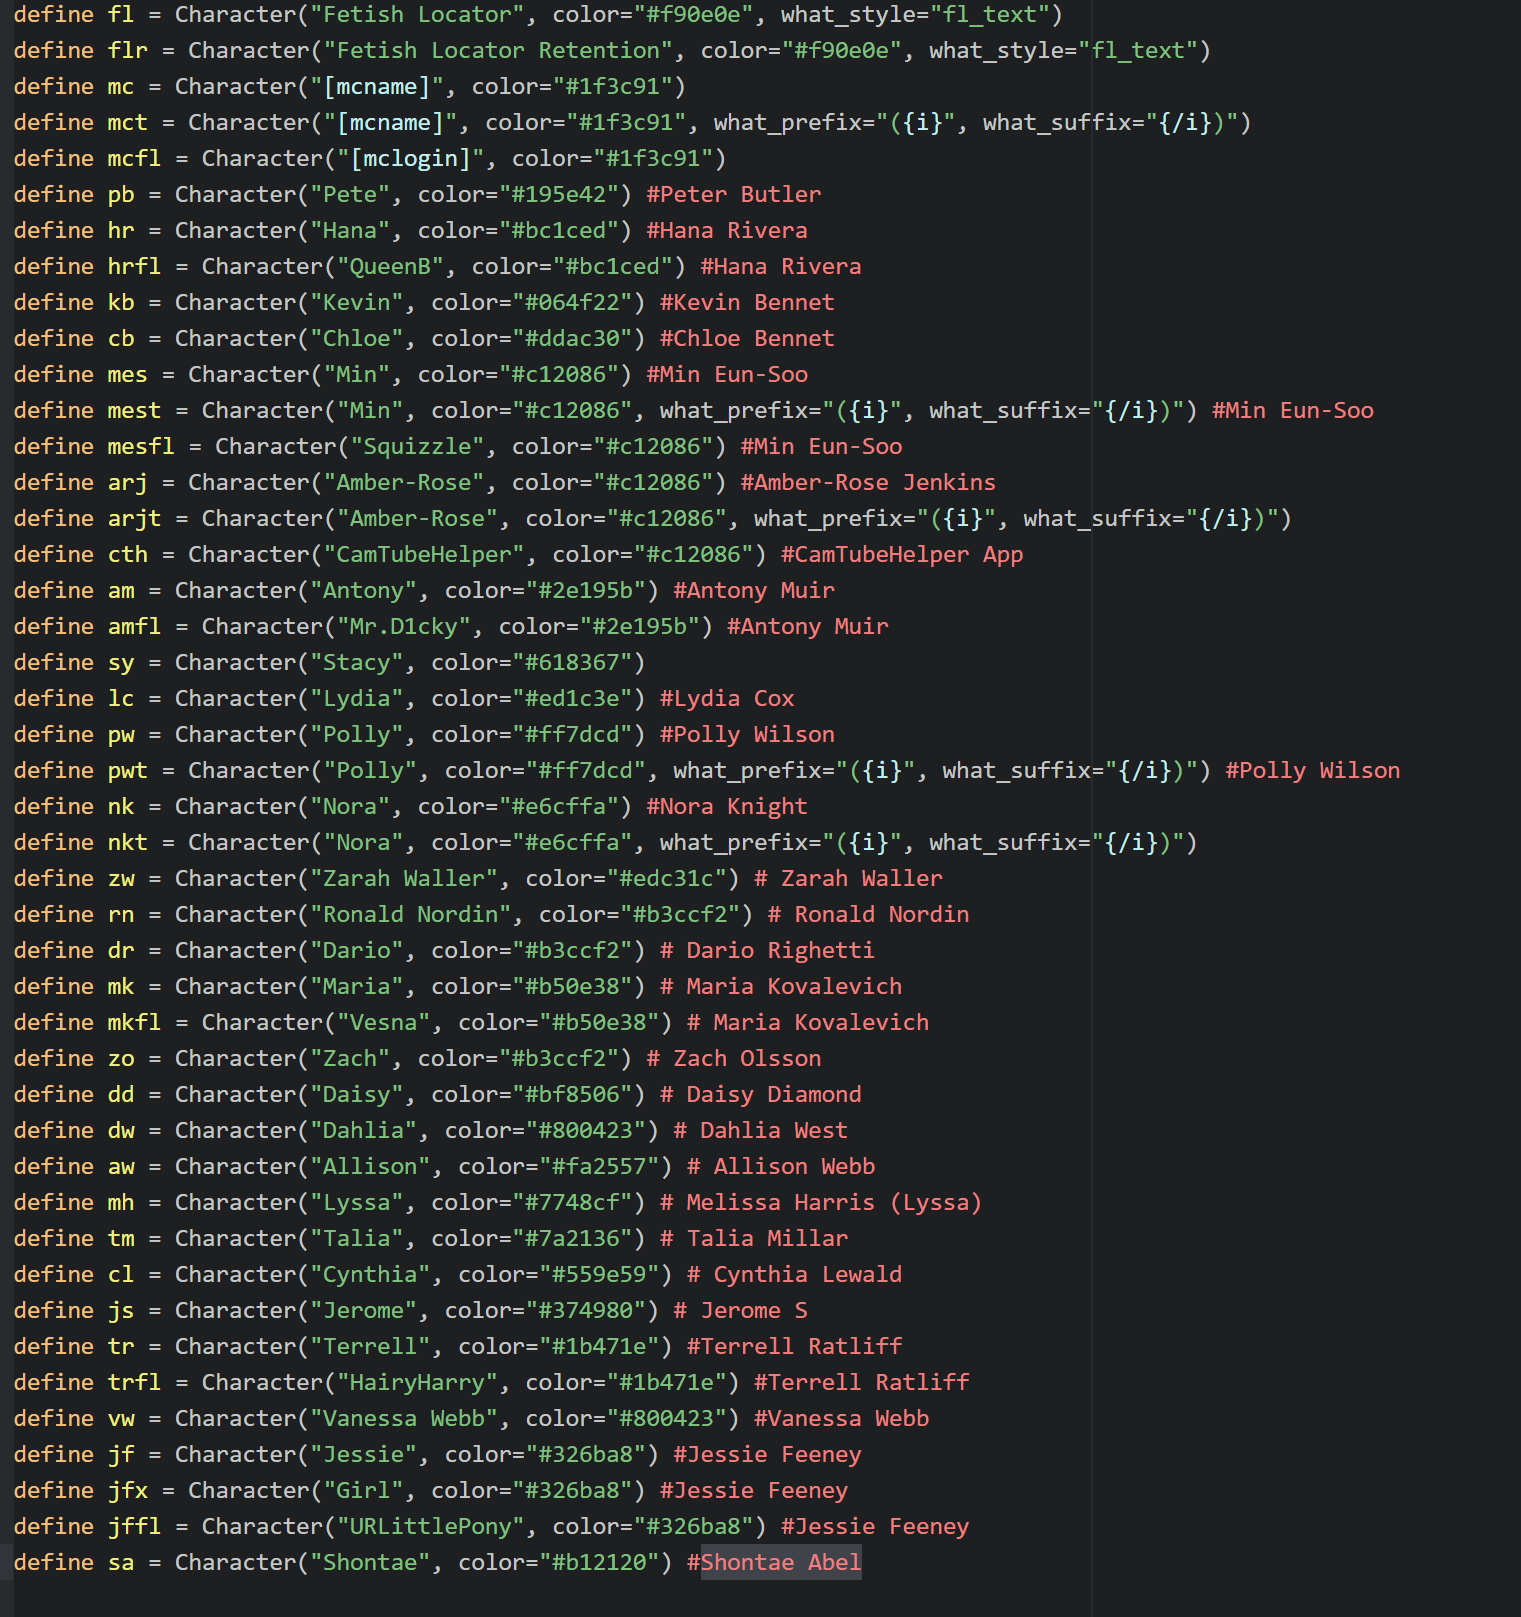 define fl = Character("Fetish Locator", color="#f90e0e", what_style="fl_text")
define flr = Character("Fetish Locator Retention", color="#f90e0e", what_style="fl_text")
define mc = Character("[mcname]", color="#1f3c91")
define mct = Character("[mcname]", color="#1f3c91", what_prefix="({i}", what_suffix="{/i})")
define mcfl = Character("[mclogin]", color="#1f3c91")
define pb = Character("Pete", color="#195e42") #Peter Butler
define hr = Character("Hana", color="#bc1ced") #Hana Rivera
define hrfl = Character("QueenB", color="#bc1ced") #Hana Rivera
define kb = Character("Kevin", color="#064f22") #Kevin Bennet
define cb = Character("Chloe", color="#ddac30") #Chloe Bennet
define mes = Character("Min", color="#c12086") #Min Eun-Soo
define mest = Character("Min", color="#c12086", what_prefix="({i}", what_suffix="{/i})") #Min Eun-Soo
define mesfl = Character("Squizzle", color="#c12086") #Min Eun-Soo
define arj = Character("Amber-Rose", color="#c12086") #Amber-Rose Jenkins
define arjt = Character("Amber-Rose", color="#c12086", what_prefix="({i}", what_suffix="{/i})")
define cth = Character("CamTubeHelper", color="#c12086") #CamTubeHelper App
define am = Character("Antony", color="#2e195b") #Antony Muir
define amfl = Character("Mr.D1cky", color="#2e195b") #Antony Muir
define sy = Character("Stacy", color="#618367")
define lc = Character("Lydia", color="#ed1c3e") #Lydia Cox
define pw = Character("Polly", color="#ff7dcd") #Polly Wilson
define pwt = Character("Polly", color="#ff7dcd", what_prefix="({i}", what_suffix="{/i})") #Polly Wilson
define nk = Character("Nora", color="#e6cffa") #Nora Knight
define nkt = Character("Nora", color="#e6cffa", what_prefix="({i}", what_suffix="{/i})")
define zw = Character("Zarah Waller", color="#edc31c") # Zarah Waller
define rn = Character("Ronald Nordin", color="#b3ccf2") # Ronald Nordin
define dr = Character("Dario", color="#b3ccf2") # Dario Righetti
define mk = Character("Maria", color="#b50e38") # Maria Kovalevich
define mkfl = Character("Vesna", color="#b50e38") # Maria Kovalevich
define zo = Character("Zach", color="#b3ccf2") # Zach Olsson
define dd = Character("Daisy", color="#bf8506") # Daisy Diamond
define dw = Character("Dahlia", color="#800423") # Dahlia West
define aw = Character("Allison", color="#fa2557") # Allison Webb
define mh = Character("Lyssa", color="#7748cf") # Melissa Harris (Lyssa)
define tm = Character("Talia", color="#7a2136") # Talia Millar
define cl = Character("Cynthia", color="#559e59") # Cynthia Lewald
define js = Character("Jerome", color="#374980") # Jerome S
define tr = Character("Terrell", color="#1b471e") #Terrell Ratliff
define trfl = Character("HairyHarry", color="#1b471e") #Terrell Ratliff
define vw = Character("Vanessa Webb", color="#800423") #Vanessa Webb
define jf = Character("Jessie", color="#326ba8") #Jessie Feeney
define jfx = Character("Girl", color="#326ba8") #Jessie Feeney
define jffl = Character("URLittlePony", color="#326ba8") #Jessie Feeney
define sa = Character("Shontae", color="#b12120") #Shontae Abel